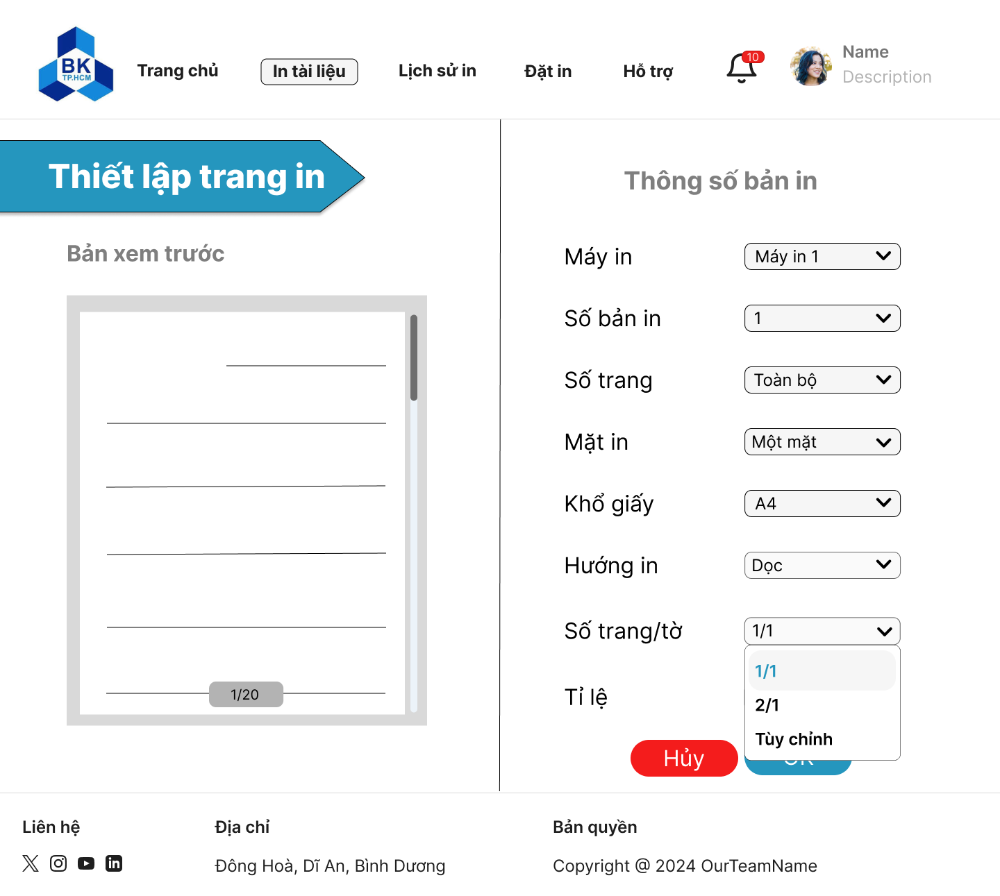 BK
TP.HCM
Trang chủ
In tài liệu
Lịch sử in
Đặt in
Hỗ trợ
10
Name
Description
Thiết lập trang in
Bản xem trước
1/20
Thông số bản in
Máy in
Máy in 1
Số bản in
1
Số trang
Toàn bộ
Mặt in
Một mặt
Khổ giấy
A4
Hướng in
Dọc
Số trang/tờ
1/1
1/1
2/1
Tùy chỉnh
Tỉ lệ
Hủy
OK
Liên hệ
Địa chỉ
Đông Hoà, Dĩ An, Bình Dương
Bản quyền
Copyright @ 2024 OurTeamName